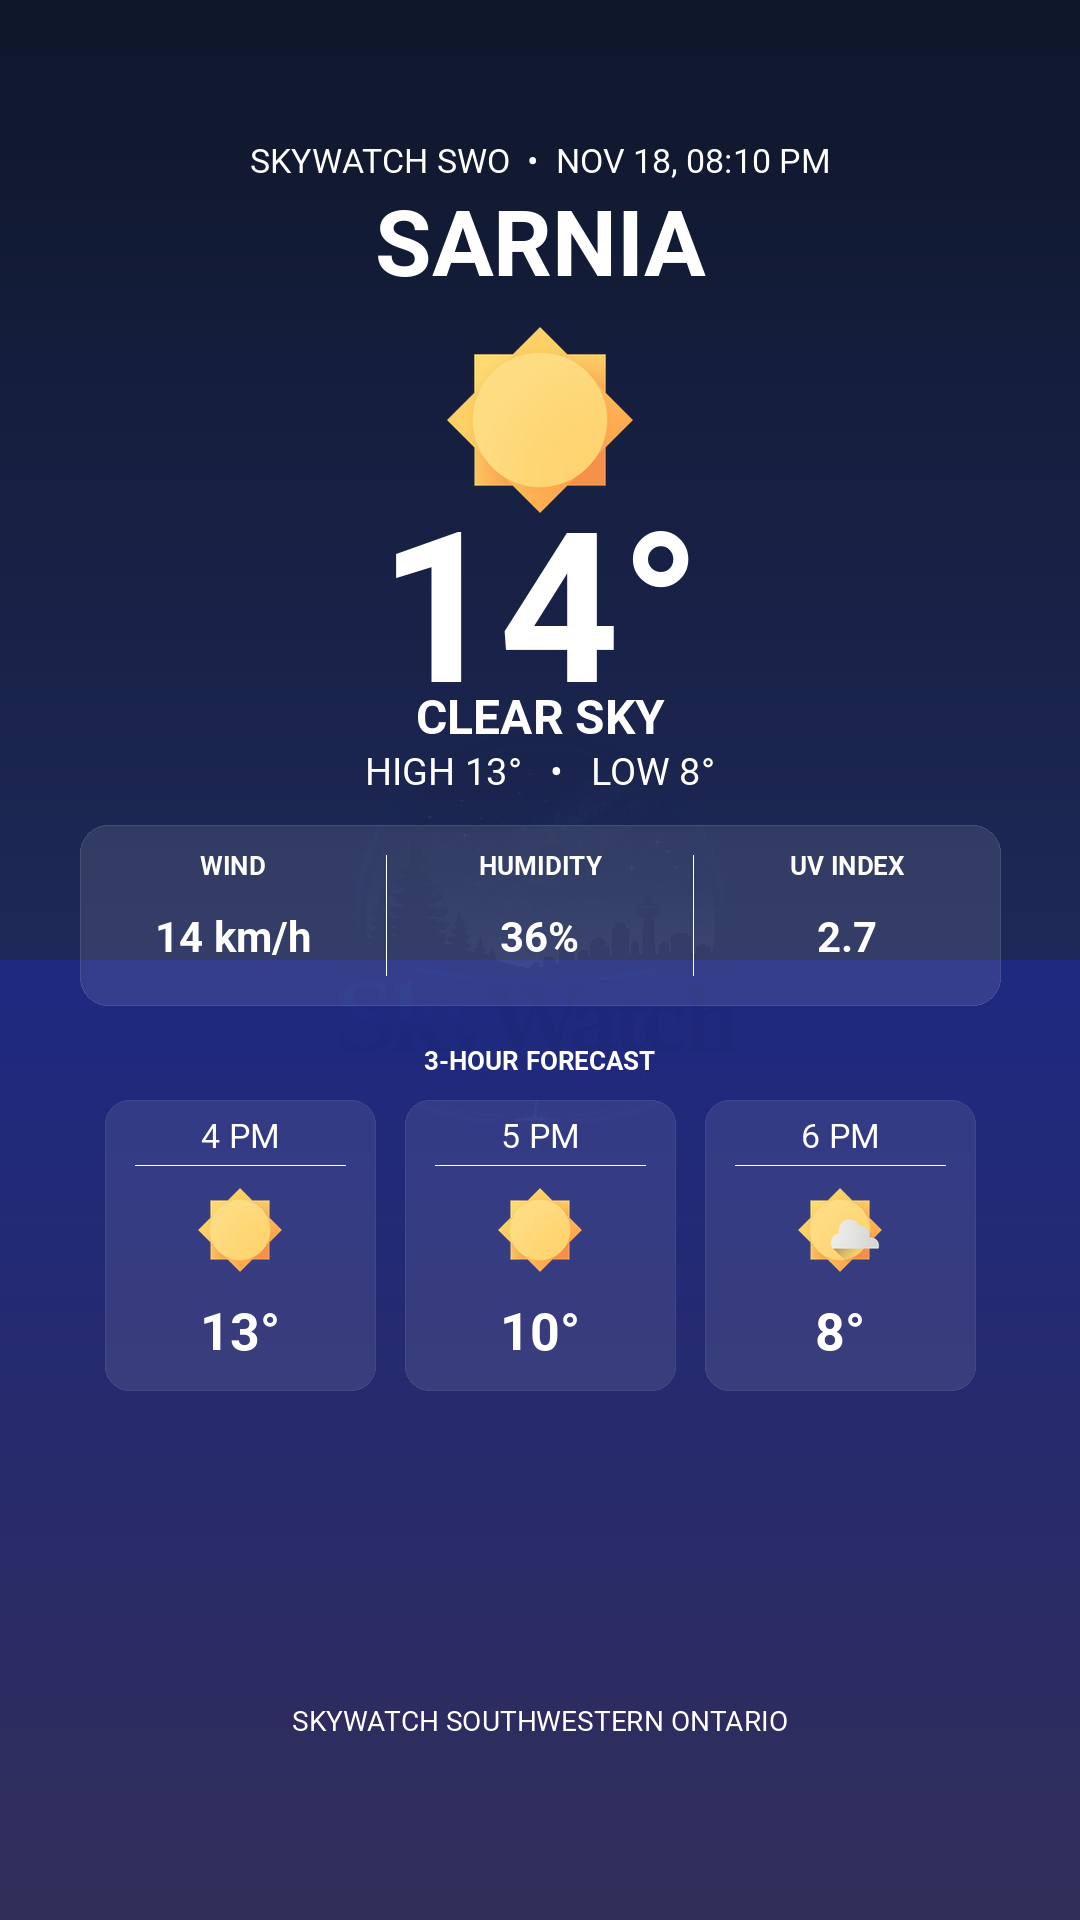 SKYWATCH SWO • NOV 18, 08:10 PM
SARNIA
14°
CLEAR SKY
HIGH 13° • LOW 8°
WIND HUMIDITY UV INDEX
14 km/h 36% 2.7
SkyWatch
3-HOUR FORECAST
4 PM 5 PM 6 PM
13° 10° 8°
SKYWATCH SOUTHWESTERN ONTARIO